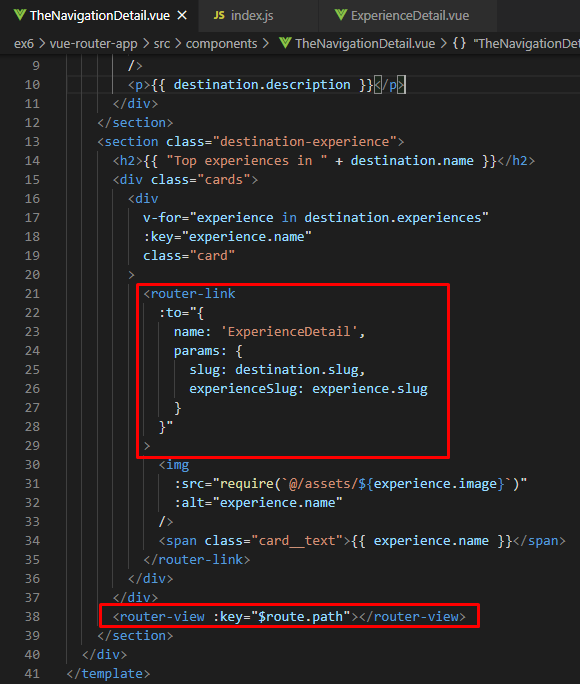 TheNavigationDetail.vue × JS index.js ExperienceDetail.vue
ex6 > vue-router-app > src > components > TheNavigationDetail.vue > {} "TheNavigationDeta
9 />
10 <p>{{ destination.description }}</p>
11 </div>
12 </section>
13 <section class="destination-experience">
14 <h2>{{ "Top experiences in " + destination.name }}</h2>
15 <div class="cards">
16 <div
17 v-for="experience in destination.experiences"
18 :key="experience.name"
19 class="card"
20 >
21 <router-link
22 :to="{
23 name: 'ExperienceDetail',
24 params: {
25 slug: destination.slug,
26 experienceSlug: experience.slug
27 }
28 }"
29 >
30 <img
31 :src="require(`@/assets/${experience.image}`)"
32 :alt="experience.name"
33 />
34 <span class="card__text">{{ experience.name }}</span>
35 </router-link>
36 </div>
37 </div>
38 <router-view :key="$route.path"></router-view>
39 </section>
40 </div>
41 </template>